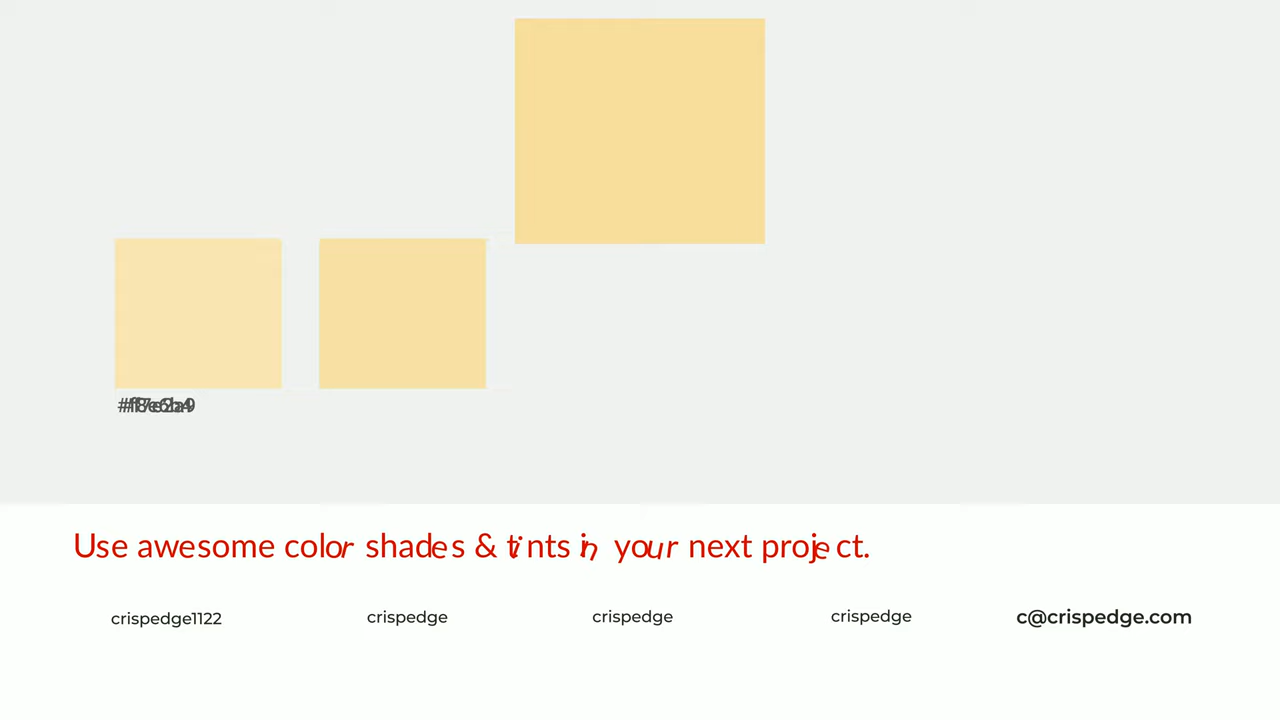 Use awesome color shades & tints in your next project.
crispedge1122 crispedge crispedge crispedge c@crispedge.com